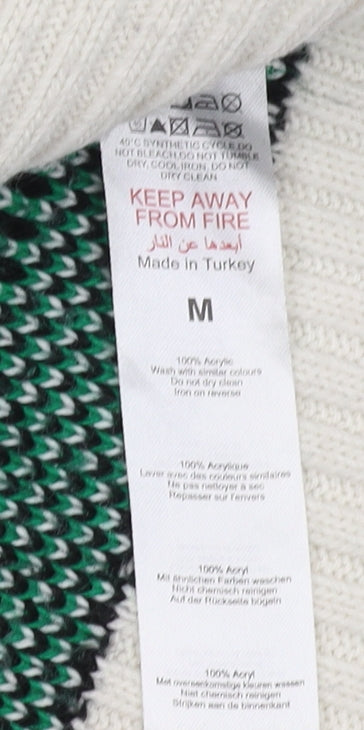 40°C SYNTHETIC CYCLE.DO
NOT BLEACH.DO NOT TUMBLE
DRY, COOL IRON, DO NOT
DRY CLEAN
KEEP AWAY
FROM FIRE
أبعدها عن النار
Made in Turkey
M
100% Acrylic
Wash with similar colours
Do not dry clean
Iron on reverse
100% Acrylique
Laver avec des couleurs similaires
Ne pas nettoyer à sec
Repasser sur l'envers
100% Acryl
Mit ähnlichen Farben waschen
Nicht chemisch reinigen
Auf der Rückseite bügeln
100% Acryl
Met overeenkomstige kleuren wassen
Niet chemisch reinigen
Strijken aan de binnenkant